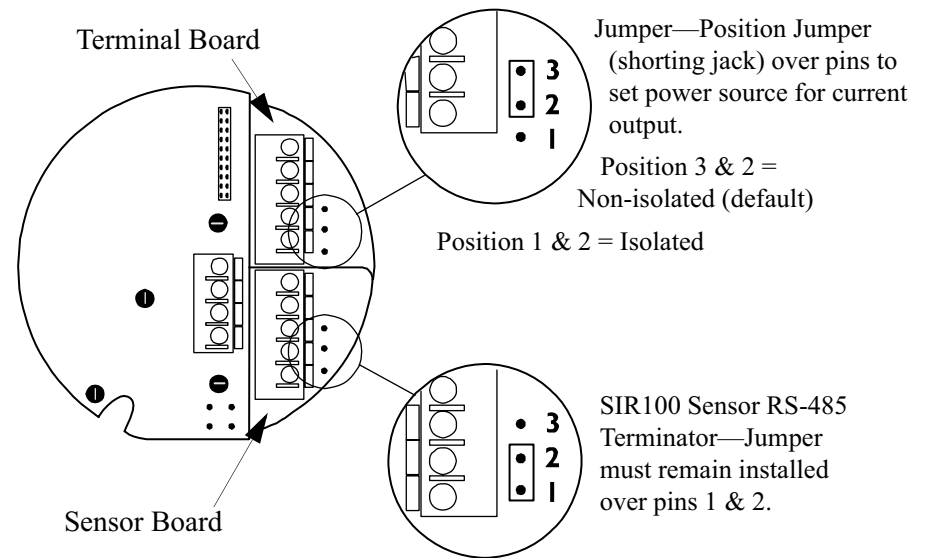 Terminal Board
3
2
1
Jumper—Position Jumper
(shorting jack) over pins to
set power source for current
output.
Position 3 & 2 =
Non-isolated (default)
Position 1 & 2 = Isolated
3
2
1
SIR100 Sensor RS-485
Terminator—Jumper
must remain installed
over pins 1 & 2.
Sensor Board